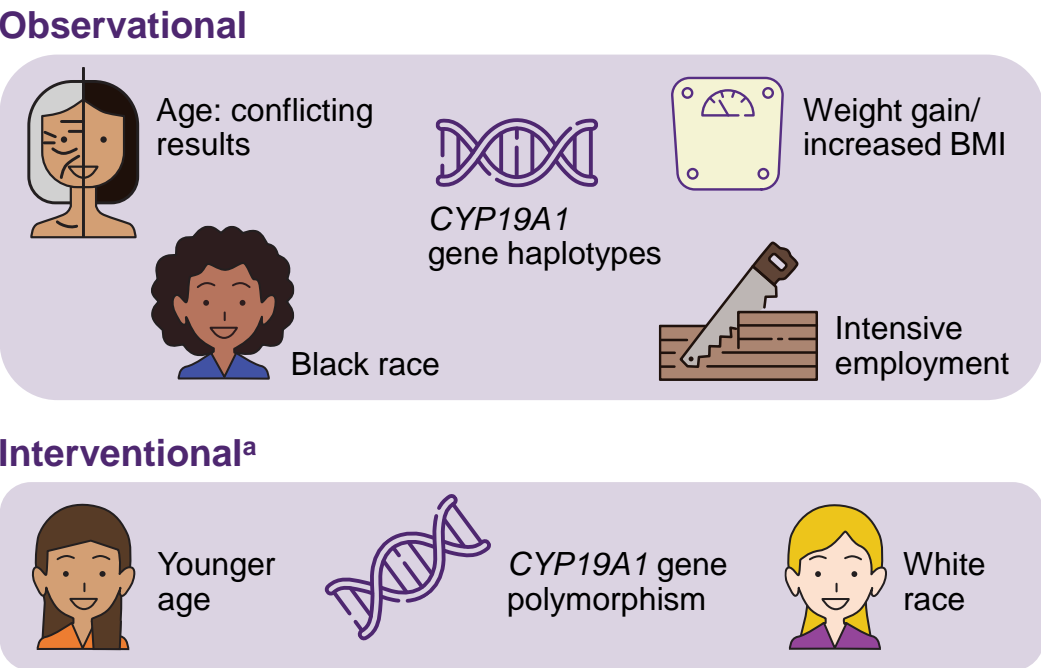 Observational
Age: conflicting
results
CYP19A1
gene haplotypes
Weight gain/
increased BMI
Black race
Intensive
employment
Interventionalᵃ
Younger
age
CYP19A1 gene
polymorphism
White
race